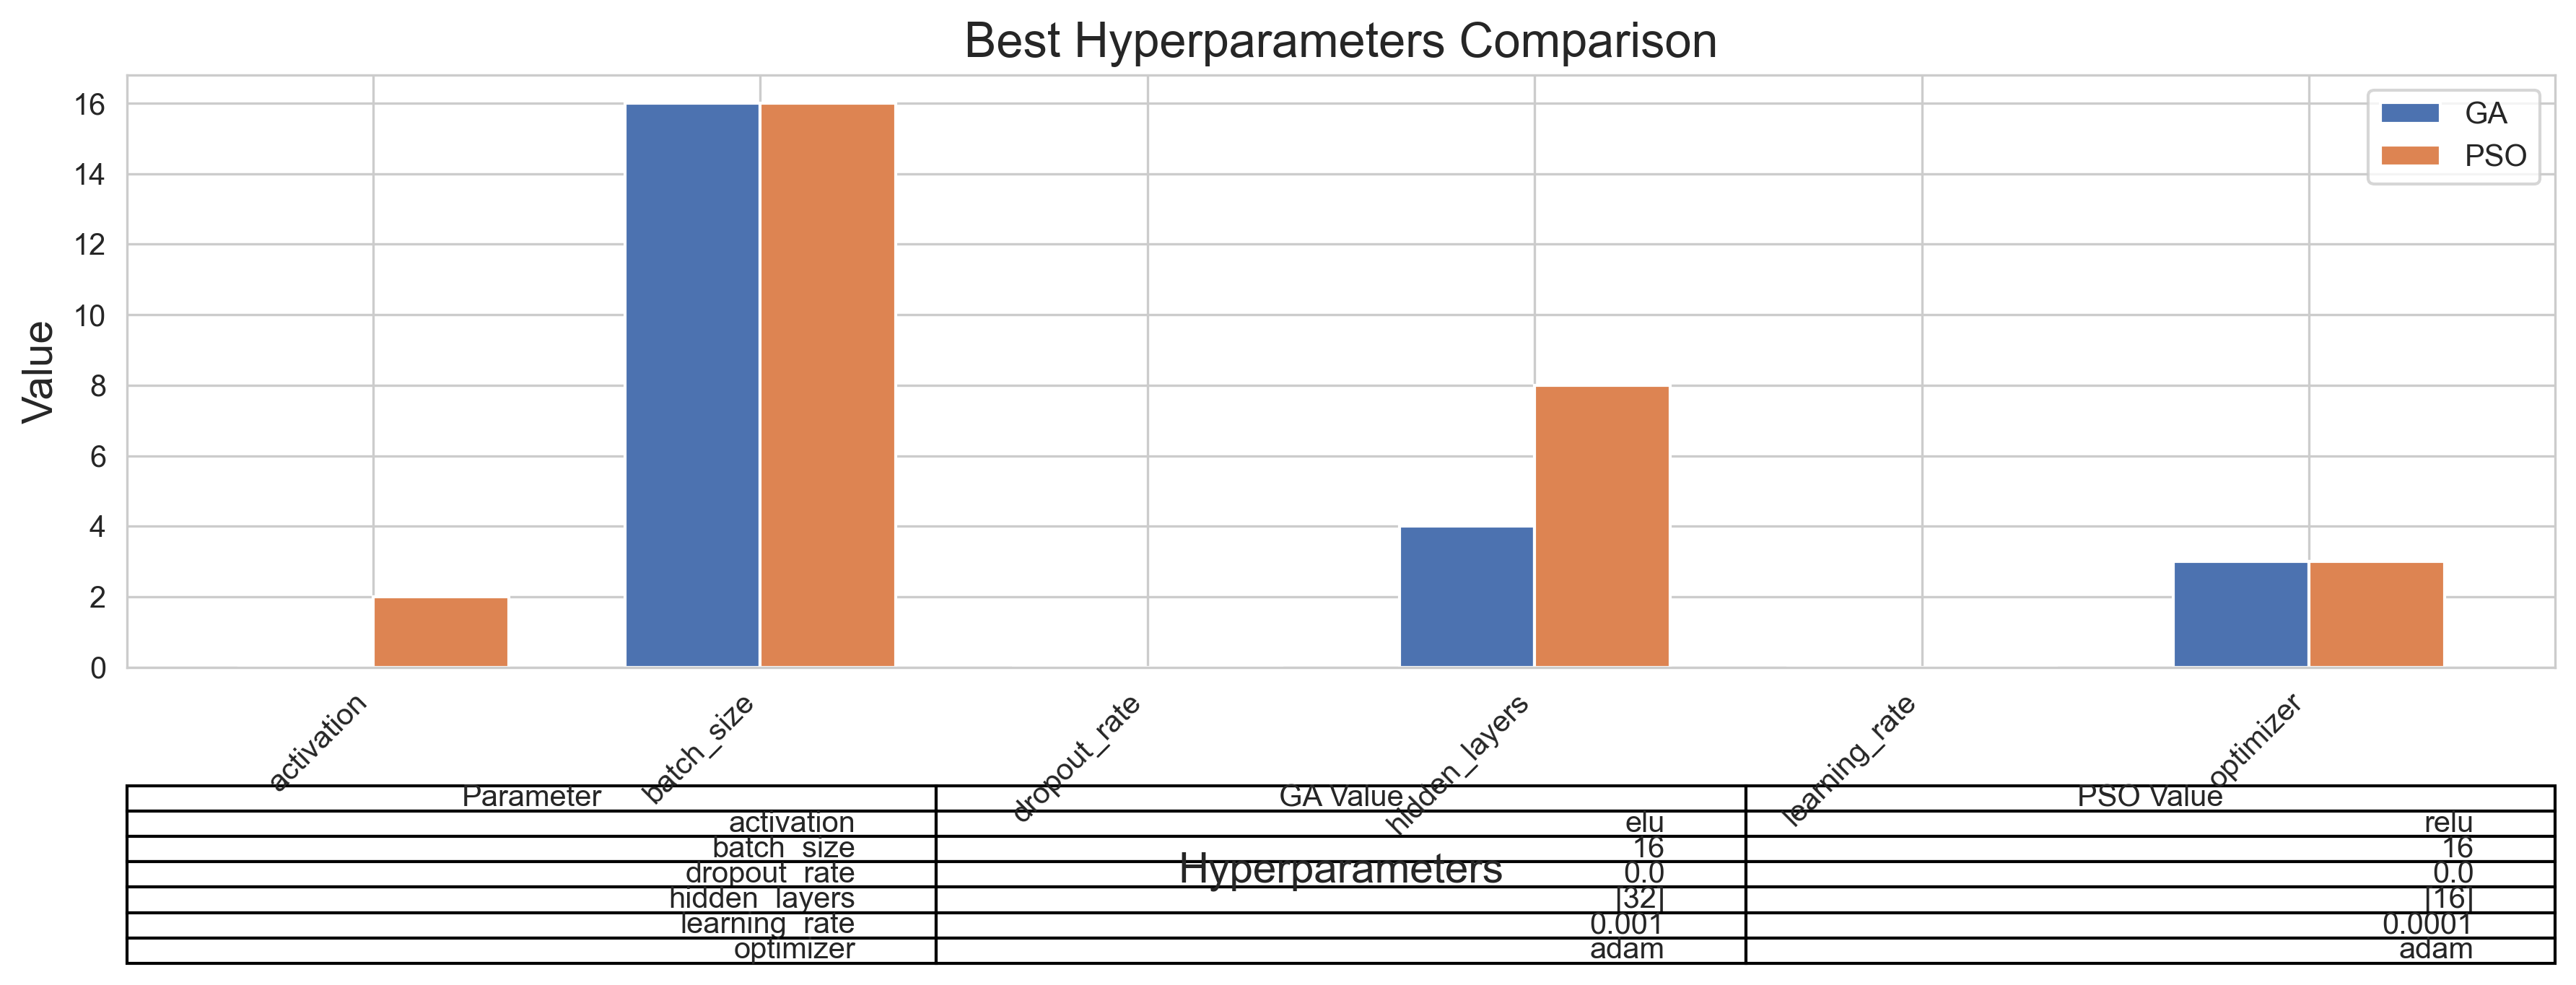 Best Hyperparameters Comparison
GA
PSO
Value
16
14
12
10
8
6
4
2
0
activation
batch_size
dropout_rate
hidden_layers
learning_rate
optimizer
Hyperparameters
Parameter GA Value PSO Value
activation elu relu
batch_size 16 16
dropout_rate 0.0 0.0
hidden_layers [32] [16]
learning_rate 0.001 0.0001
optimizer adam adam